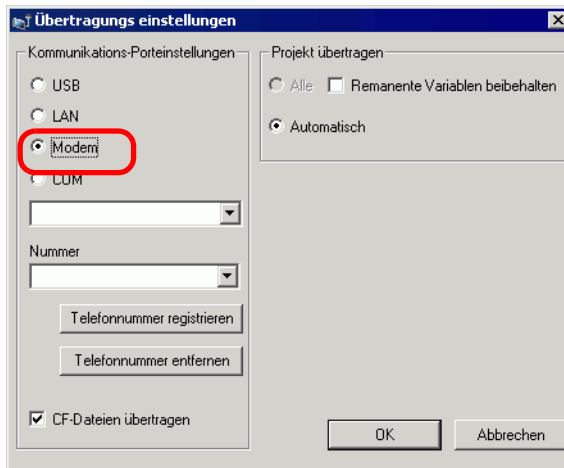 Übertragungs einstellungen
Kommunikations-Porteinstellungen
USB
LAN
Modem
COM
Nummer
Telefonnummer registrieren
Telefonnummer entfernen
CF-Dateien übertragen
Projekt übertragen
Alle Remanente Variablen beibehalten
Automatisch
OK Abbrechen